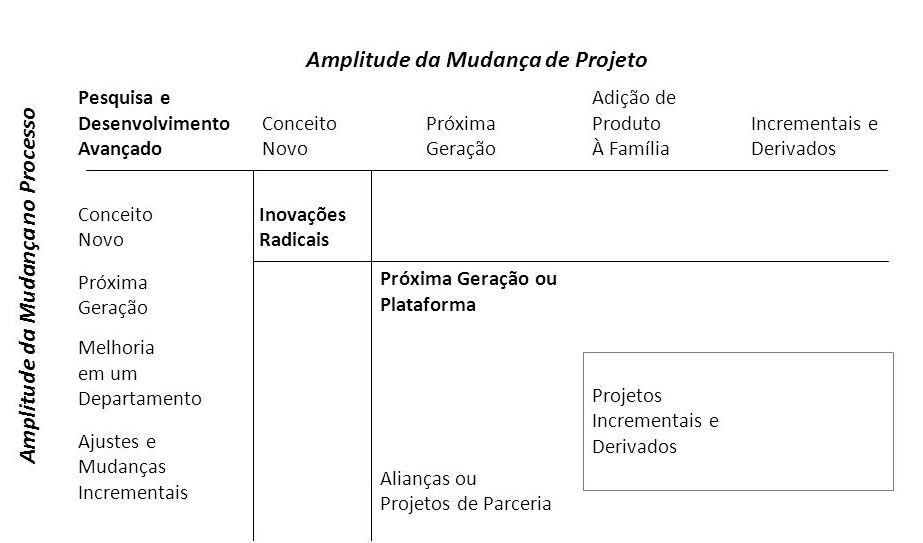 Amplitude da Mudança de Projeto
Amplitude da Mudança no Processo
Pesquisa e
Desenvolvimento
Avançado
Conceito
Novo
Próxima
Geração
Adição de
Produto
À Família
Incrementais e
Derivados
Conceito
Novo
Inovações
Radicais
Próxima
Geração
Próxima Geração ou
Plataforma
Melhoria
em um
Departamento
Projetos
Incrementais e
Derivados
Ajustes e
Mudanças
Incrementais
Alianças ou
Projetos de Parceria